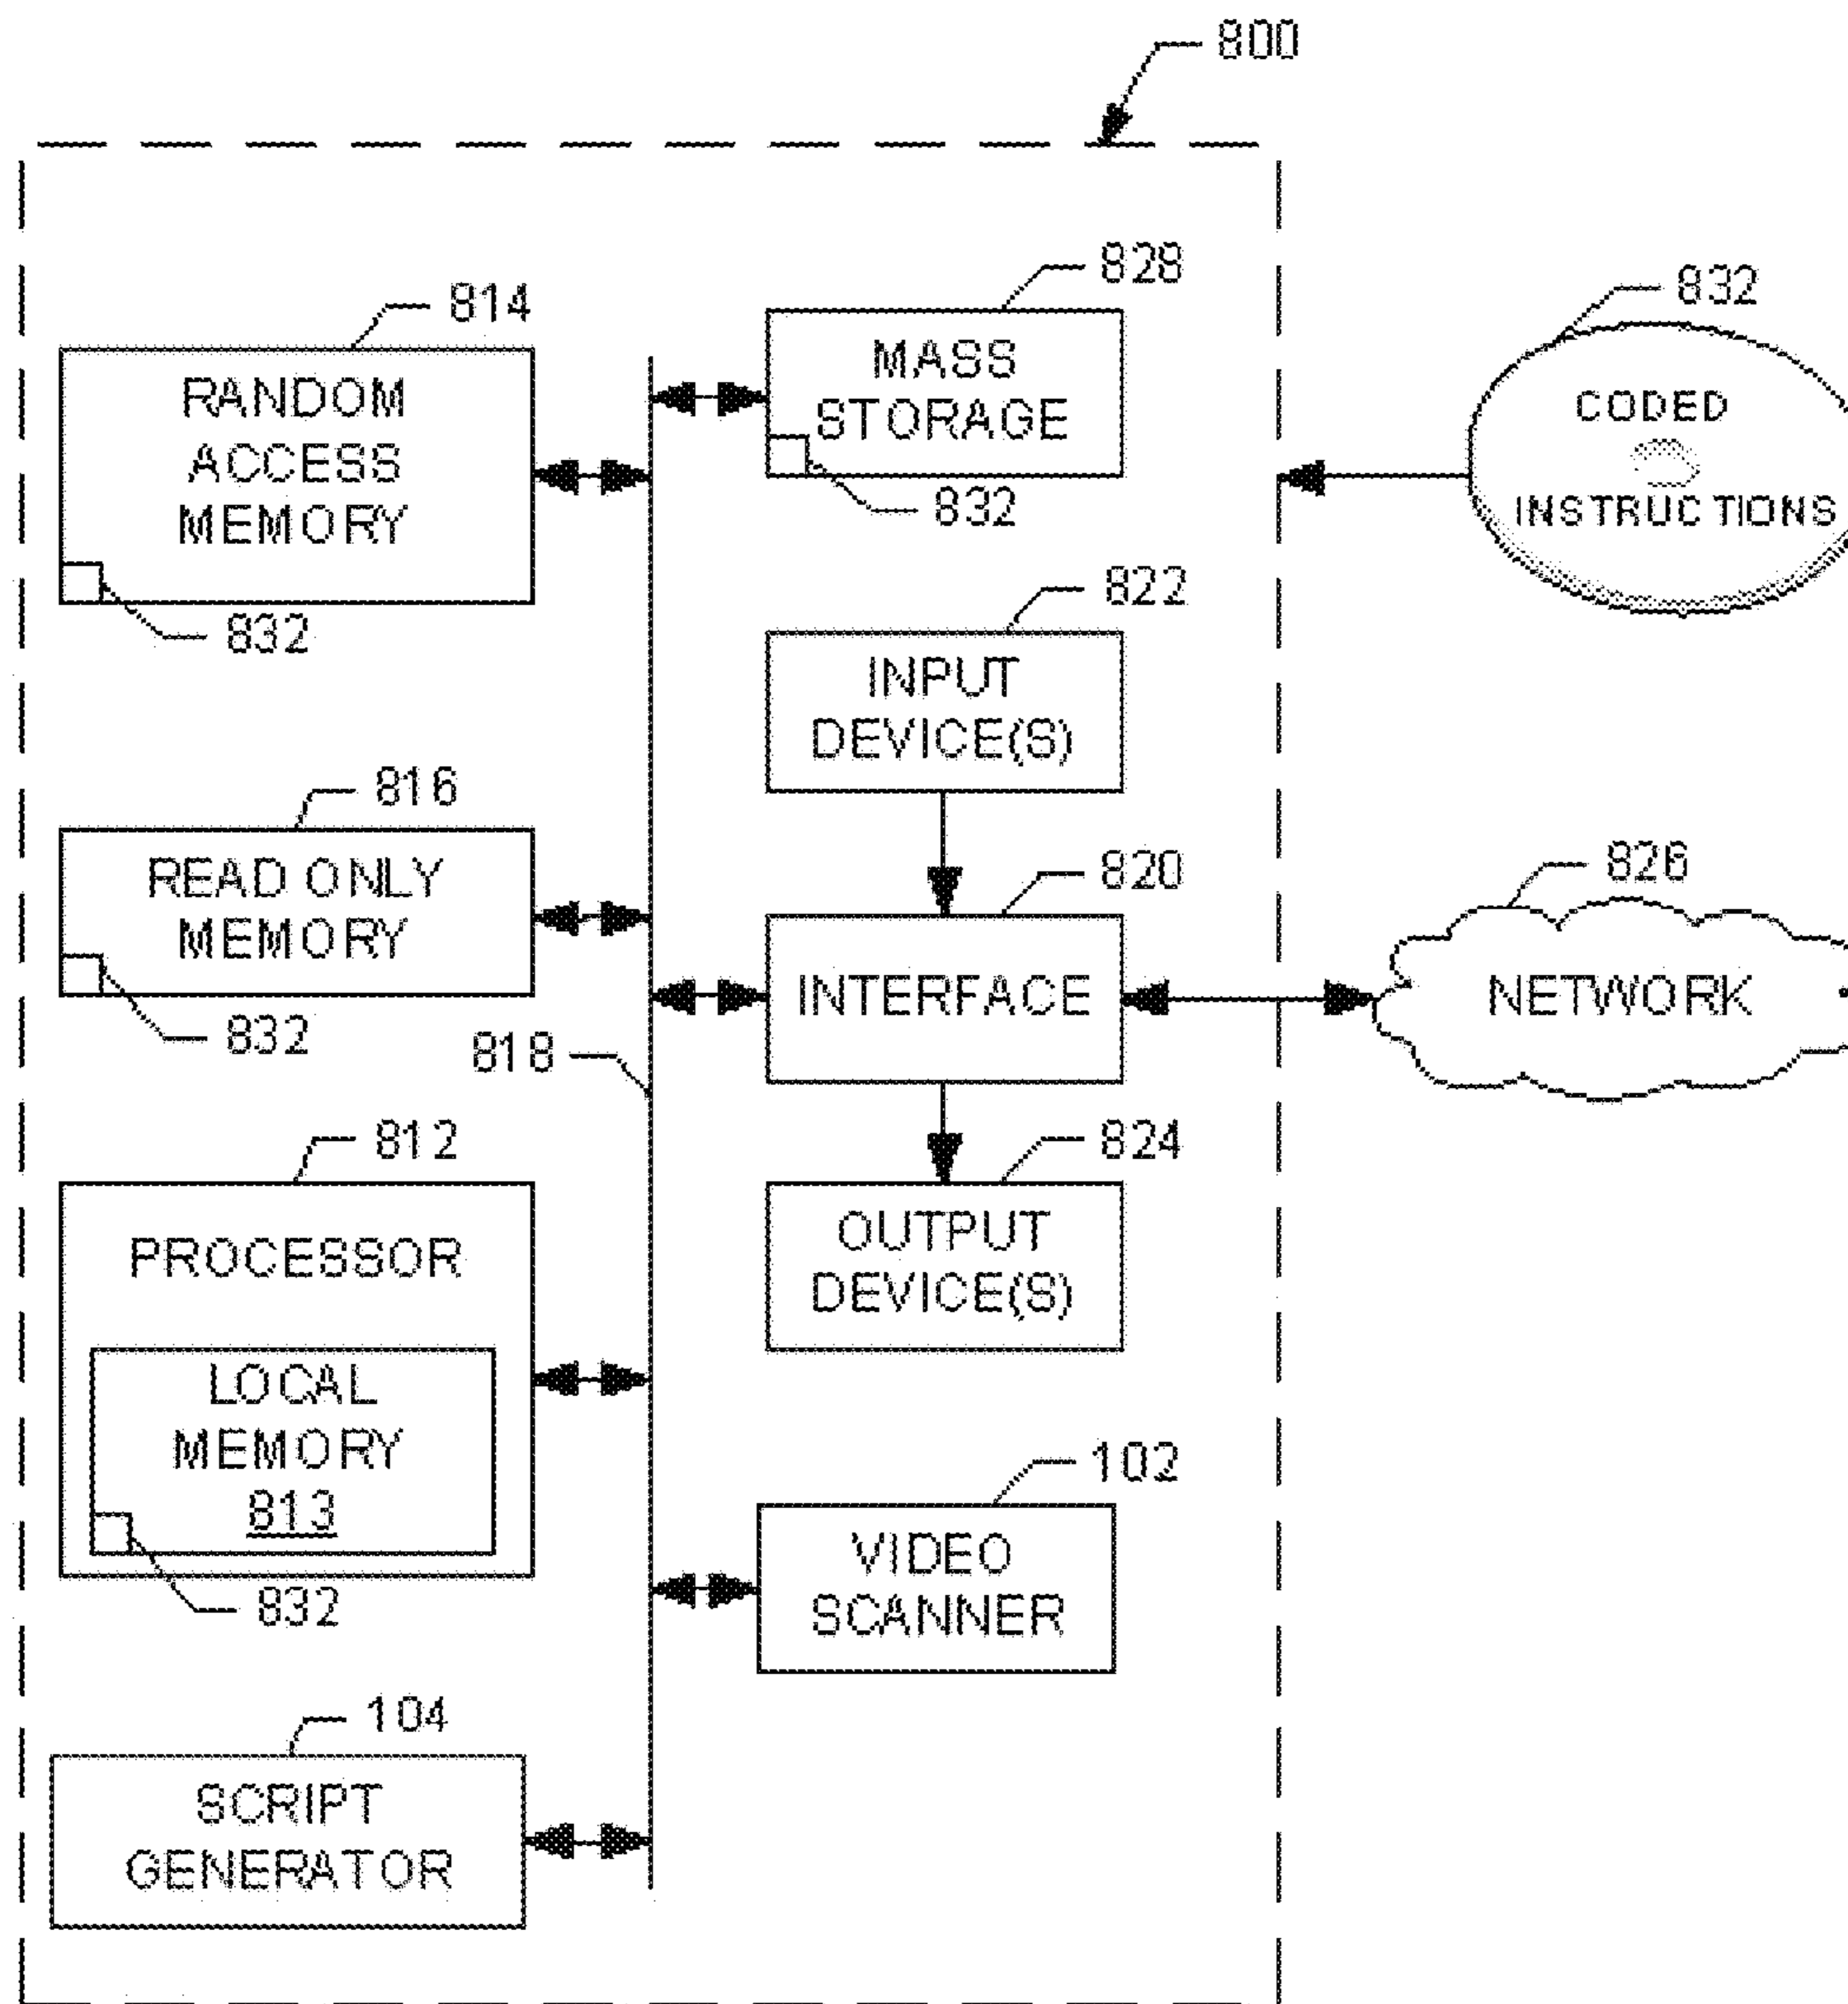 800
814
RANDOM
ACCESS
MEMORY
832
828
MASS
STORAGE
832
832
CODED
INSTRUCTIONS
822
INPUT
DEVICE(S)
816
READ ONLY
MEMORY
832
820
INTERFACE
826
NETWORK
818
812
PROCESSOR
LOCAL
MEMORY
813
832
824
OUTPUT
DEVICE(S)
102
VIDEO
SCANNER
104
SCRIPT
GENERATOR